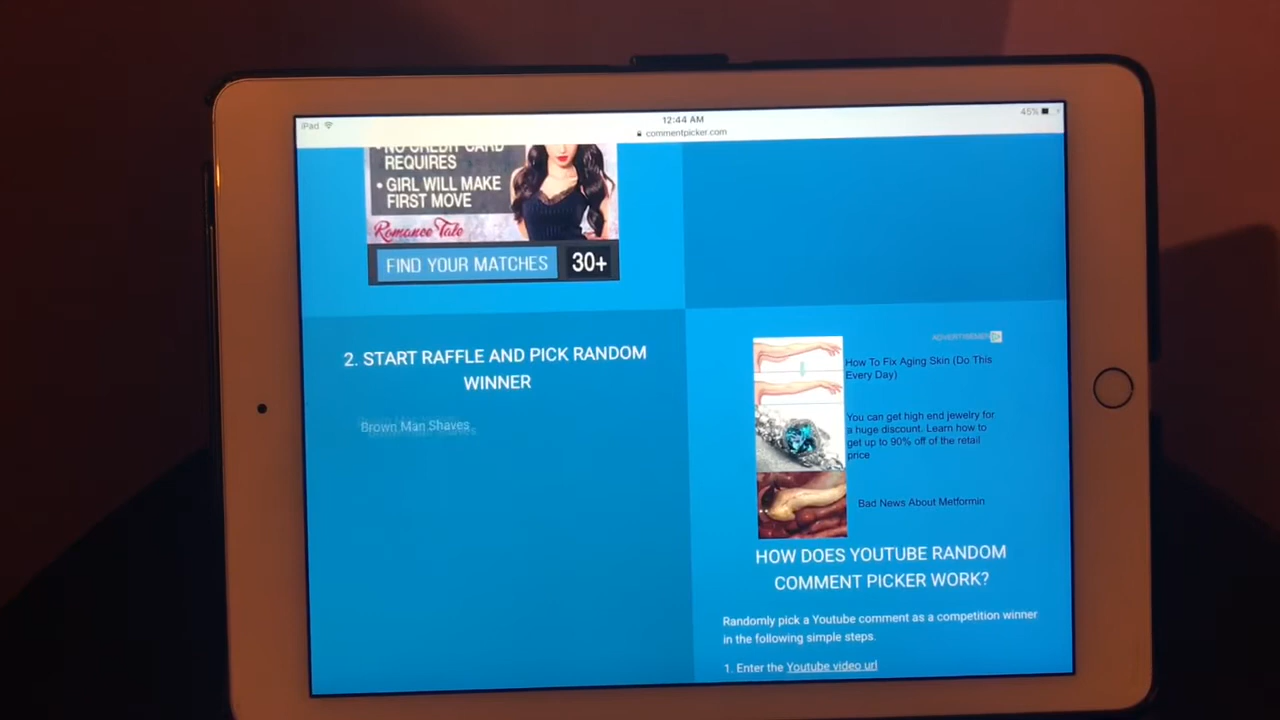 iPad
12:44 AM
45%
commentpicker.com
• NO CREDIT CARD
REQUIRES
• GIRL WILL MAKE
FIRST MOVE
Romance Tale
FIND YOUR MATCHES
30+
2. START RAFFLE AND PICK RANDOM
WINNER
Brown Man Shaves
ADVERTISEMENT
How To Fix Aging Skin (Do This
Every Day)
You can get high end jewelry for
a huge discount. Learn how to
get up to 90% off of the retail
price
Bad News About Metformin
HOW DOES YOUTUBE RANDOM
COMMENT PICKER WORK?
Randomly pick a Youtube comment as a competition winner
in the following simple steps.
1. Enter the Youtube video url